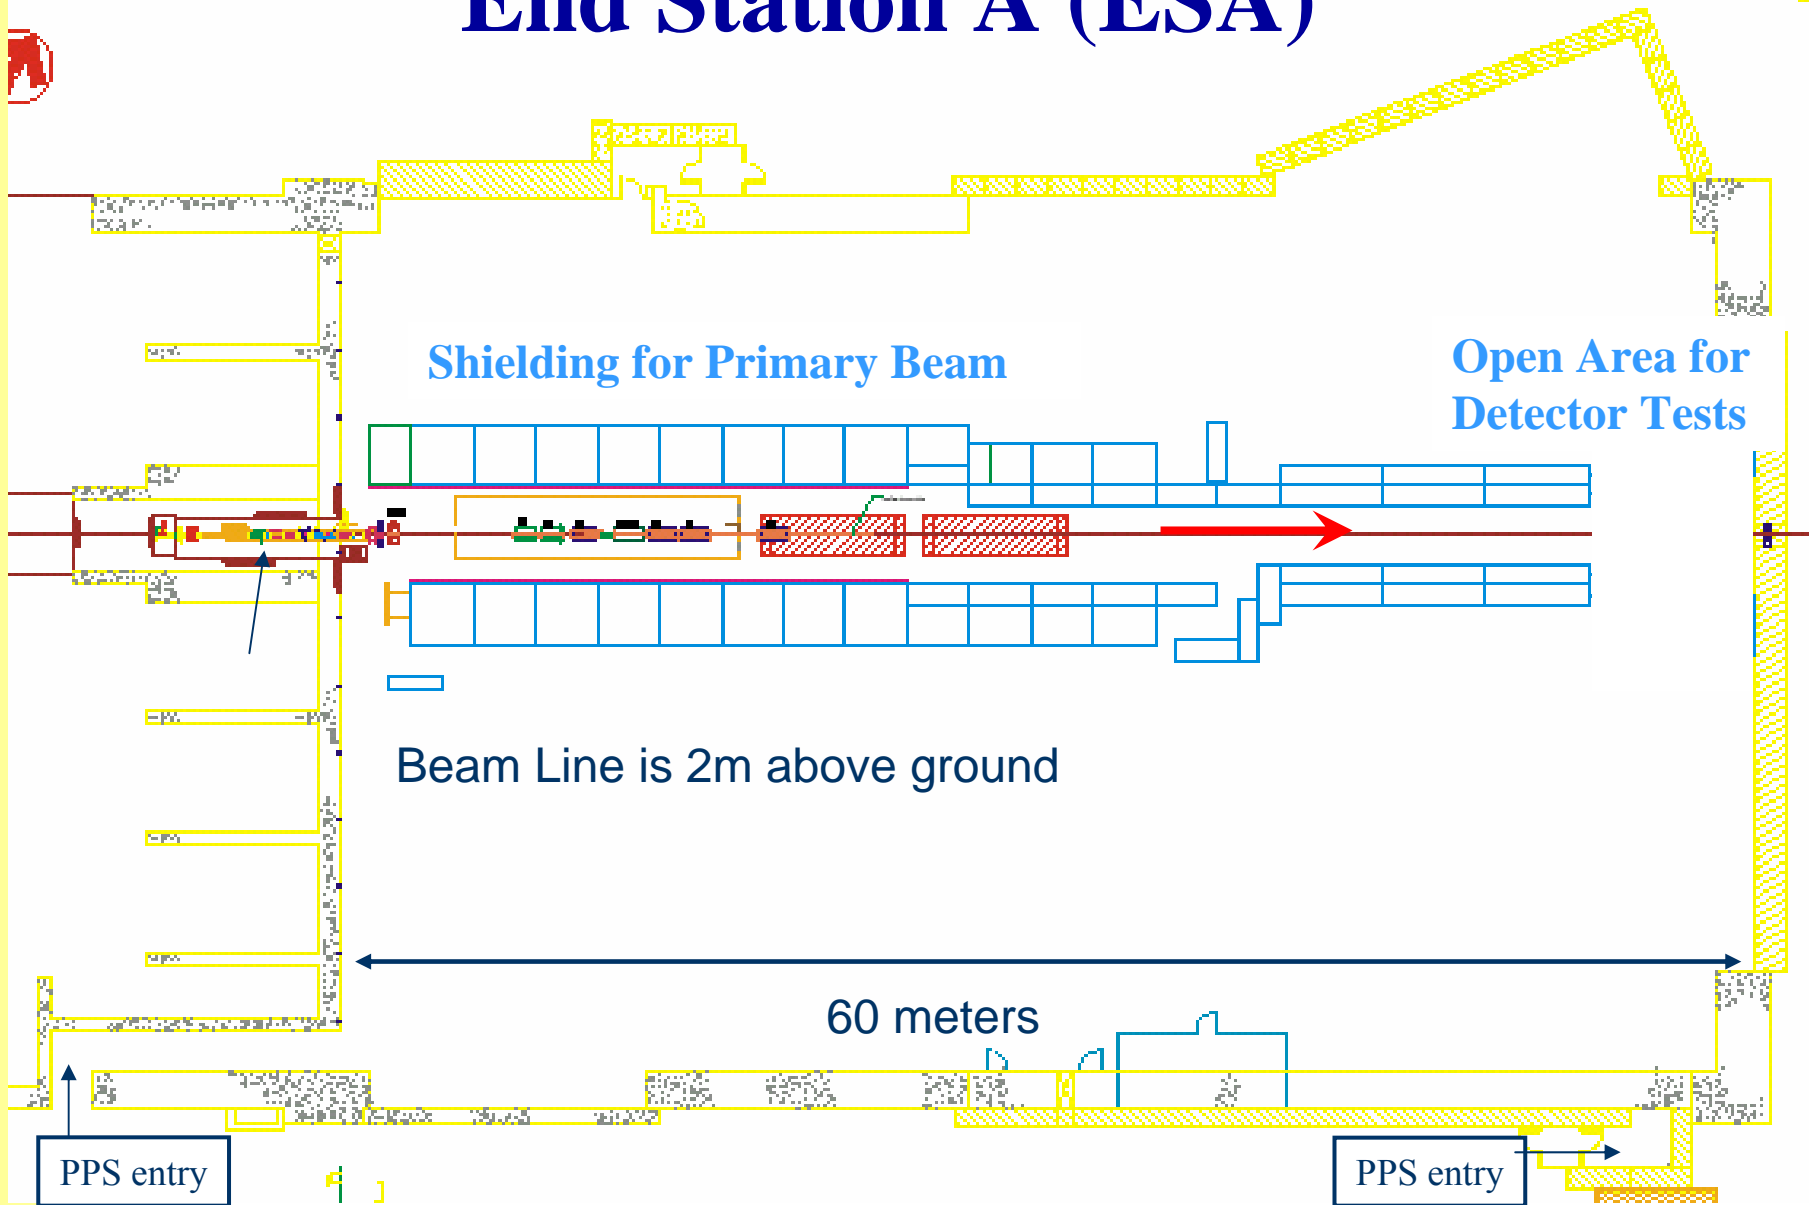 End Station A (ESA)
Shielding for Primary Beam
Open Area for
Detector Tests
Beam Line is 2m above ground
60 meters
PPS entry
PPS entry